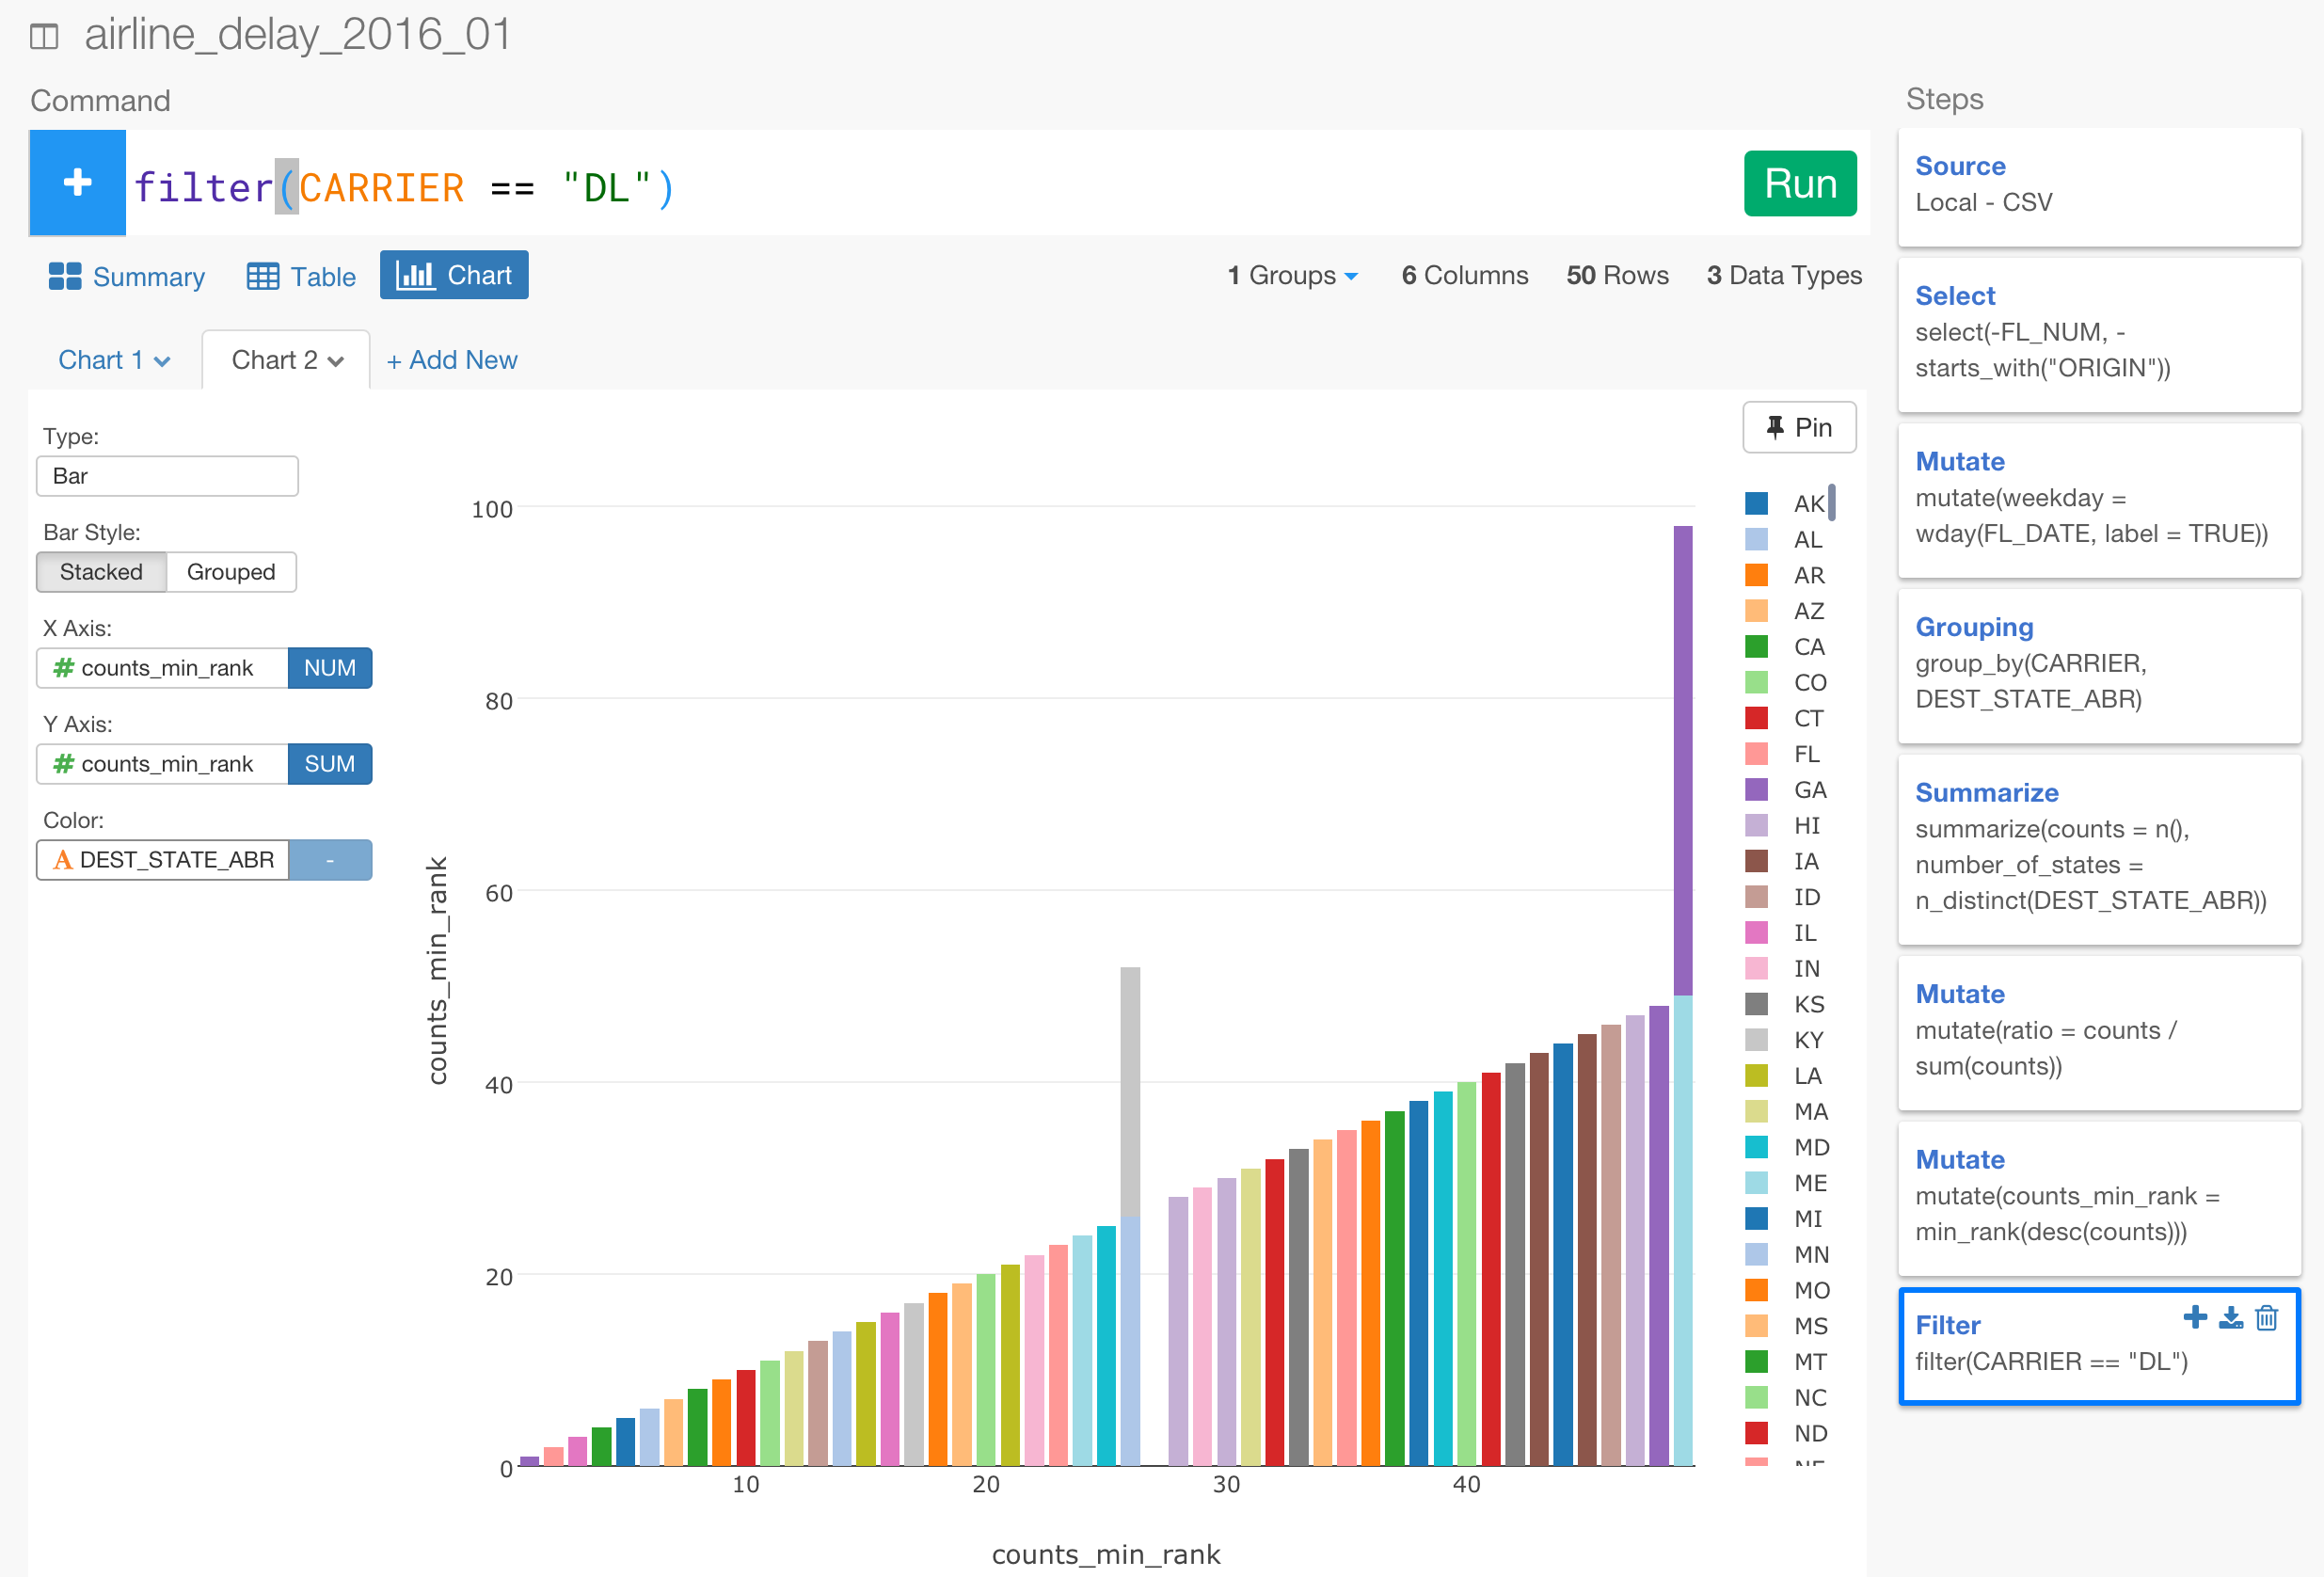 airline_delay_2016_01
Command
filter(CARRIER == "DL")
Run
Summary
Table
Chart
1 Groups
6 Columns
50 Rows
3 Data Types
Chart 1
Chart 2
+ Add New
Pin
Type:
Bar
Bar Style:
Stacked
Grouped
X Axis:
# counts_min_rank
NUM
Y Axis:
# counts_min_rank
SUM
Color:
A DEST_STATE_ABR
-
counts_min_rank
100
80
60
40
20
0
10
20
30
40
counts_min_rank
AK
AL
AR
AZ
CA
CO
CT
FL
GA
HI
IA
ID
IL
IN
KS
KY
LA
MA
MD
ME
MI
MN
MO
MS
MT
NC
ND
Steps
Source
Local - CSV
Select
select(-FL_NUM, -
starts_with("ORIGIN"))
Mutate
mutate(weekday =
wday(FL_DATE, label = TRUE))
Grouping
group_by(CARRIER,
DEST_STATE_ABR)
Summarize
summarize(counts = n(),
number_of_states =
n_distinct(DEST_STATE_ABR))
Mutate
mutate(ratio = counts /
sum(counts))
Mutate
mutate(counts_min_rank =
min_rank(desc(counts)))
Filter
filter(CARRIER == "DL")